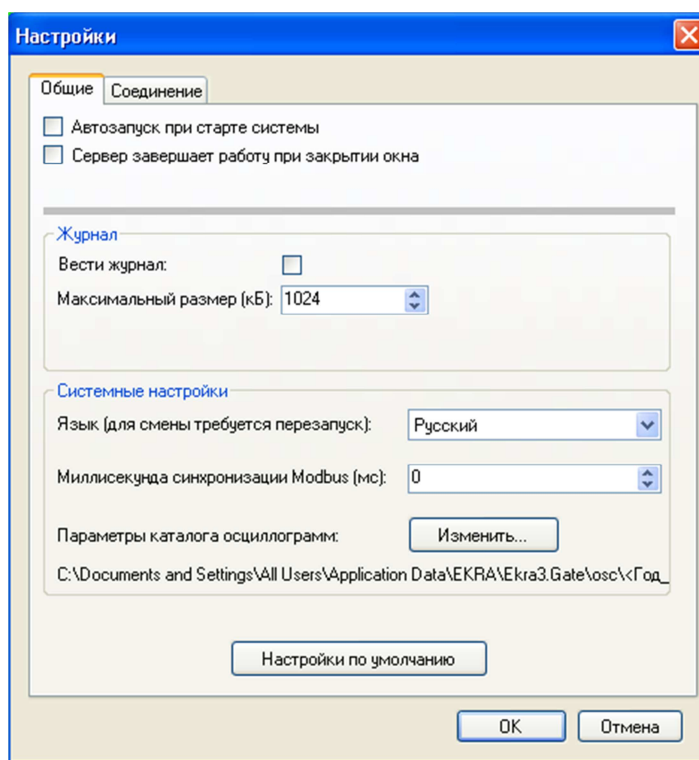 Настройки
Общие Соединение
Автозапуск при старте системы
Сервер завершает работу при закрытии окна
Журнал
Вести журнал:
Максимальный размер (кБ): 1024
Системные настройки
Язык (для смены требуется перезапуск): Русский
Миллисекунда синхронизации Modbus (мс): 0
Параметры каталога осциллограмм: Изменить...
C:\Documents and Settings\All Users\Application Data\EKRA\Ekra3.Gate\osc\<Год_
Настройки по умолчанию
OK Отмена